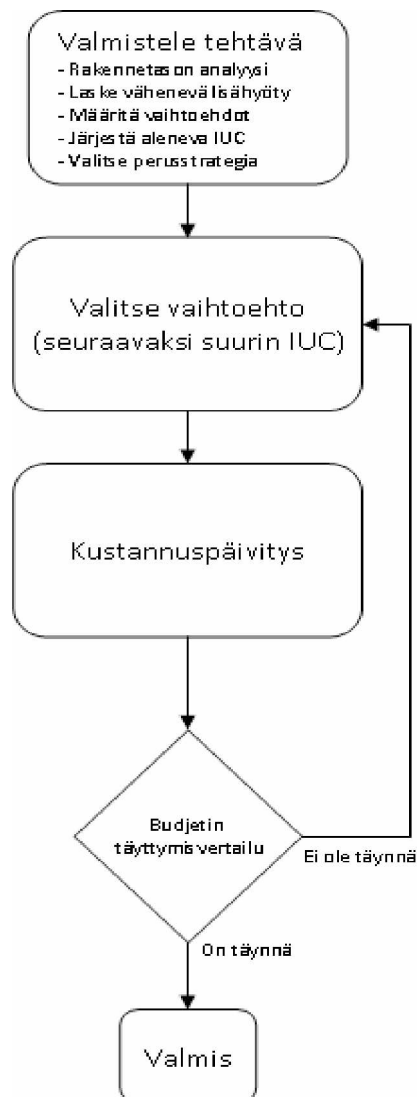 Valmistele tehtävä
- Rakennetason analyysi
- Laske vähenevä lisähyöty
- Määritä vaihtoehdot
- Järjestä aleneva IUC
- Valitse perusstrategia
Valitse vaihtoehto
(seuraavaksi suurin IUC)
Kustannuspäivitys
Budjetin
täyttymisvertailu
Ei ole täynnä
On täynnä
Valmis